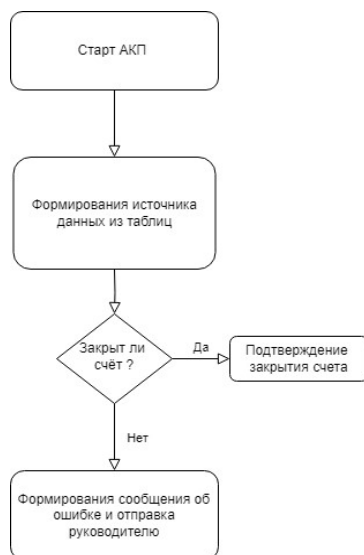 Старт АКП
Формирования источника
данных из таблиц
Закрыт ли
счёт ?
Да
Подтверждение
закрытия счета
Нет
Формирования сообщения об
ошибке и отправка
руководителю